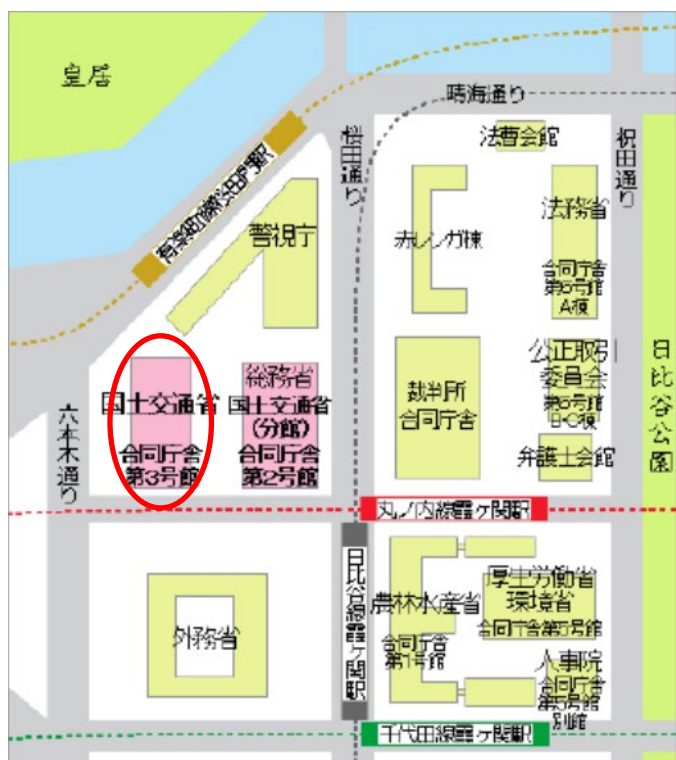 皇居
晴海通り
法曹会館
桜田通り
祝田通り
有楽町線桜田門駅
警視庁
赤レンガ棟
法務省
合同庁舎
第6号館
A棟
国土交通省
合同庁舎
第3号館
総務省
国土交通省
(分館)
合同庁舎
第2号館
裁判所
合同庁舎
公正取引
委員会
第6号館
B・C棟
弁護士会館
日比谷公園
六本木通り
丸ノ内線霞ヶ関駅
日比谷線霞ヶ関駅
外務省
農林水産省
合同庁舎
第1号館
厚生労働省
環境省
合同庁舎第5号館
人事院
合同庁舎
第5号館
別館
千代田線霞ヶ関駅